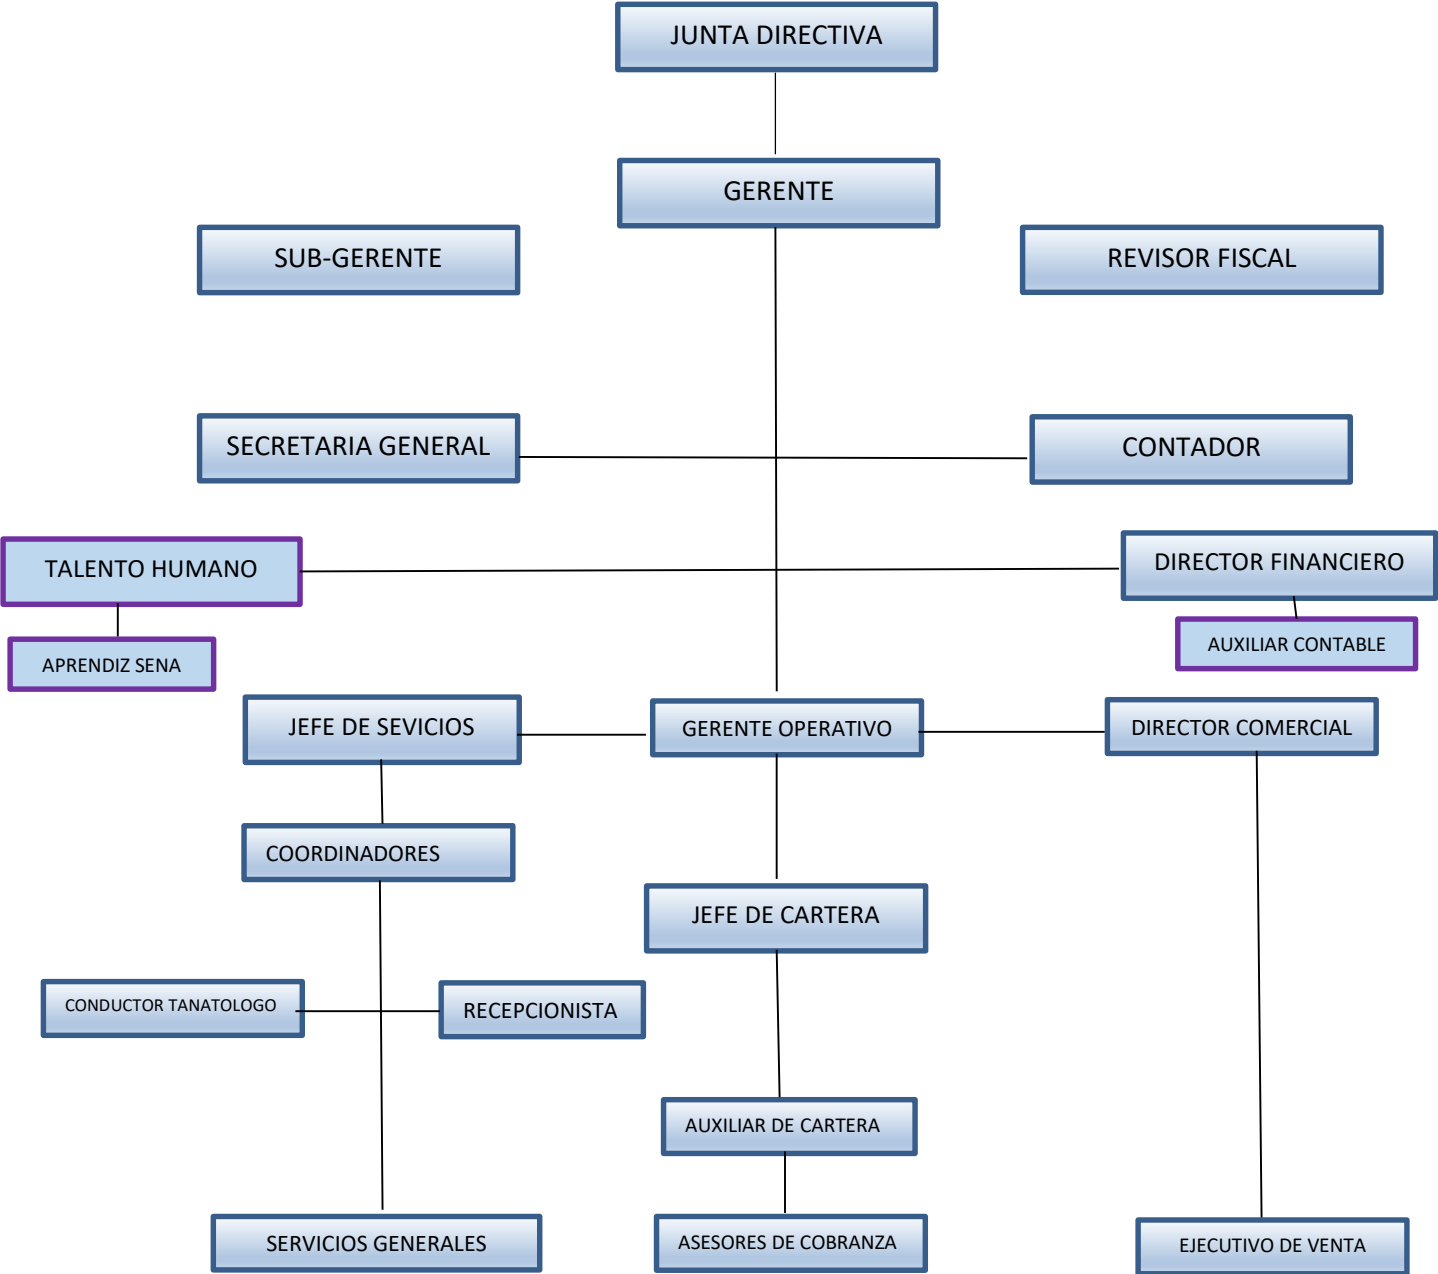 JUNTA DIRECTIVA
GERENTE
SUB-GERENTE
REVISOR FISCAL
SECRETARIA GENERAL
CONTADOR
TALENTO HUMANO
DIRECTOR FINANCIERO
APRENDIZ SENA
AUXILIAR CONTABLE
JEFE DE SEVICIOS
GERENTE OPERATIVO
DIRECTOR COMERCIAL
COORDINADORES
JEFE DE CARTERA
CONDUCTOR TANATOLOGO
RECEPCIONISTA
AUXILIAR DE CARTERA
SERVICIOS GENERALES
ASESORES DE COBRANZA
EJECUTIVO DE VENTA